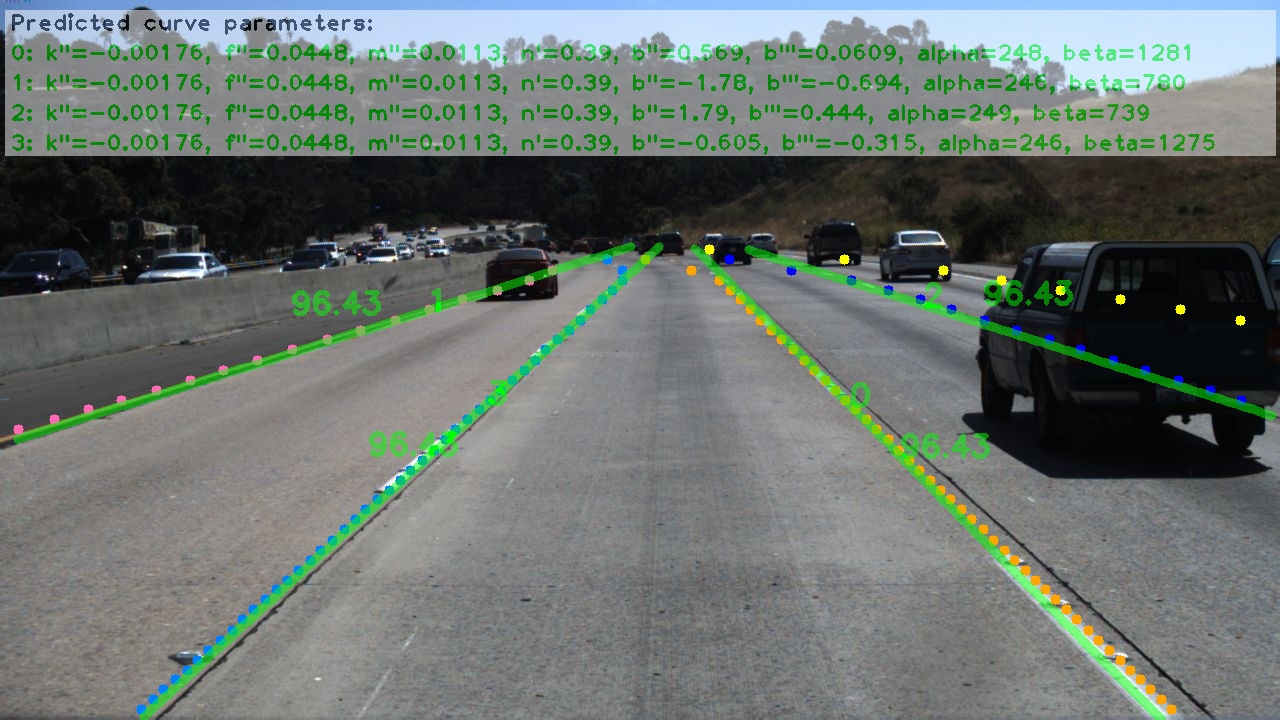 Predicted curve parameters:
0: k''=-0.00176, f''=0.0448, m''=0.0113, n'=0.39, b''=0.569, b'''=0.0609, alpha=248, beta=1281
1: k''=-0.00176, f''=0.0448, m''=0.0113, n'=0.39, b''=-1.78, b'''=-0.694, alpha=246, beta=780
2: k''=-0.00176, f''=0.0448, m''=0.0113, n'=0.39, b''=1.79, b'''=0.444, alpha=249, beta=739
3: k''=-0.00176, f''=0.0448, m''=0.0113, n'=0.39, b''=-0.605, b'''=-0.315, alpha=246, beta=1275
96.43 1 2 96.43
3 0
96.43 96.43